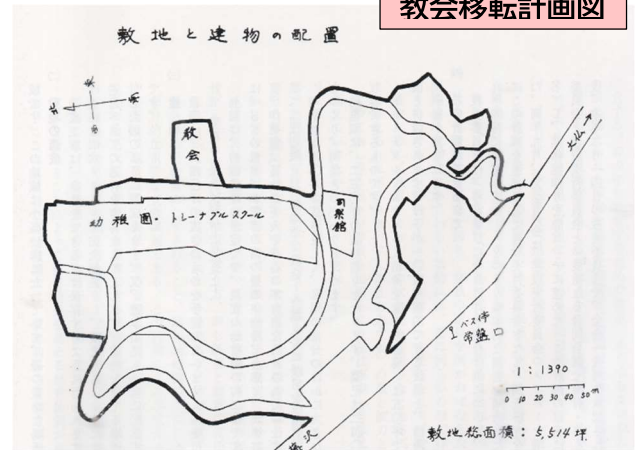 教会移転計画図
敷地と建物の配置
北
教会
司祭館
幼稚園・トレーナブルスクール
大仏→
バス停
常盤口
1:1390
0 10 20 30 40 50m
敷地総面積: 5,514坪